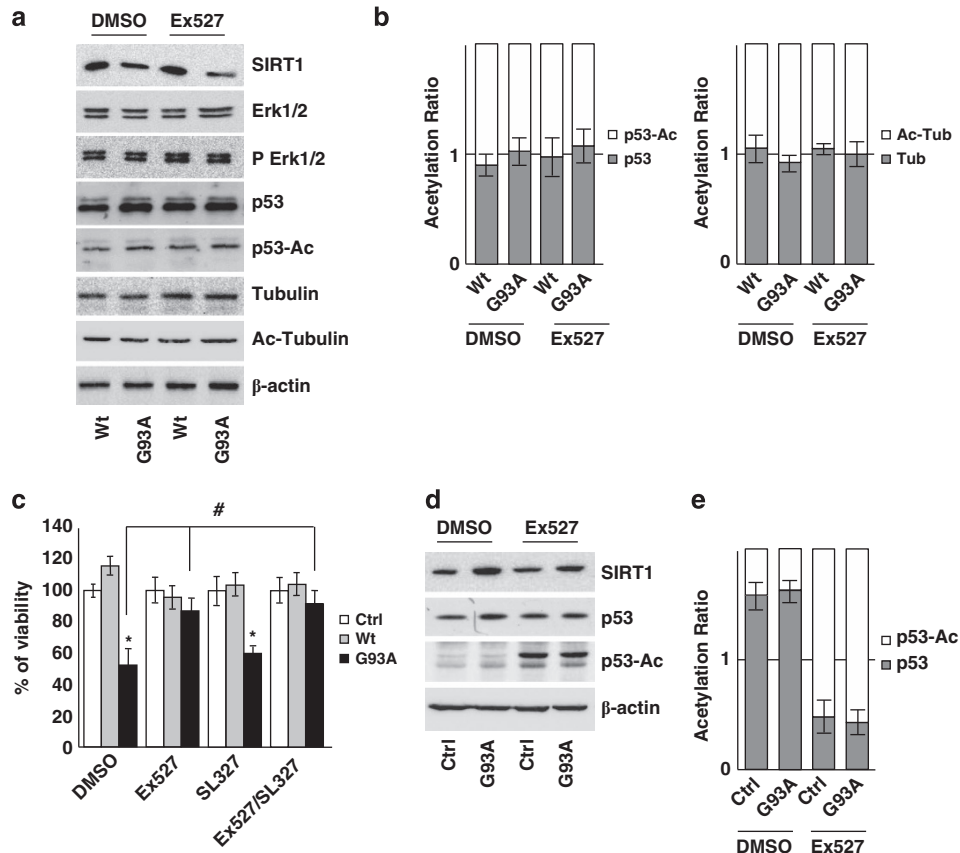 a
DMSO Ex527
SIRT1
Erk1/2
P Erk1/2
p53
p53-Ac
Tubulin
Ac-Tubulin
β-actin
Wt G93A Wt G93A
b
Acetylation Ratio
1
0
p53-Ac
p53
Wt G93A Wt G93A
DMSO Ex527
Acetylation Ratio
1
0
Ac-Tub
Tub
Wt G93A Wt G93A
DMSO Ex527
c
#
% of viability
140
120
100
80
60
40
20
0
* *
Ctrl
Wt
G93A
DMSO Ex527 SL327 Ex527/SL327
d
DMSO Ex527
SIRT1
p53
p53-Ac
β-actin
Ctrl G93A Ctrl G93A
e
Acetylation Ratio
1
0
p53-Ac
p53
Ctrl G93A Ctrl G93A
DMSO Ex527